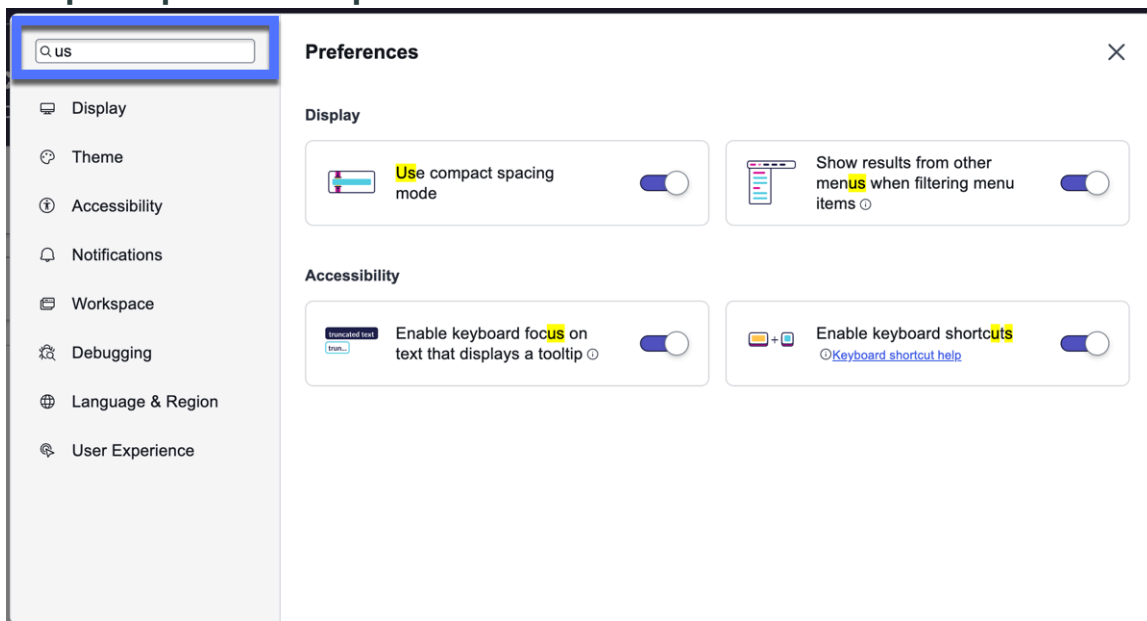 us
Display
Theme
Accessibility
Notifications
Workspace
Debugging
Language & Region
User Experience
Preferences
Display
Use compact spacing
mode
Show results from other
menus when filtering menu
items
Accessibility
truncated text
trun...
Enable keyboard focus on
text that displays a tooltip
Enable keyboard shortcuts
Keyboard shortcut help